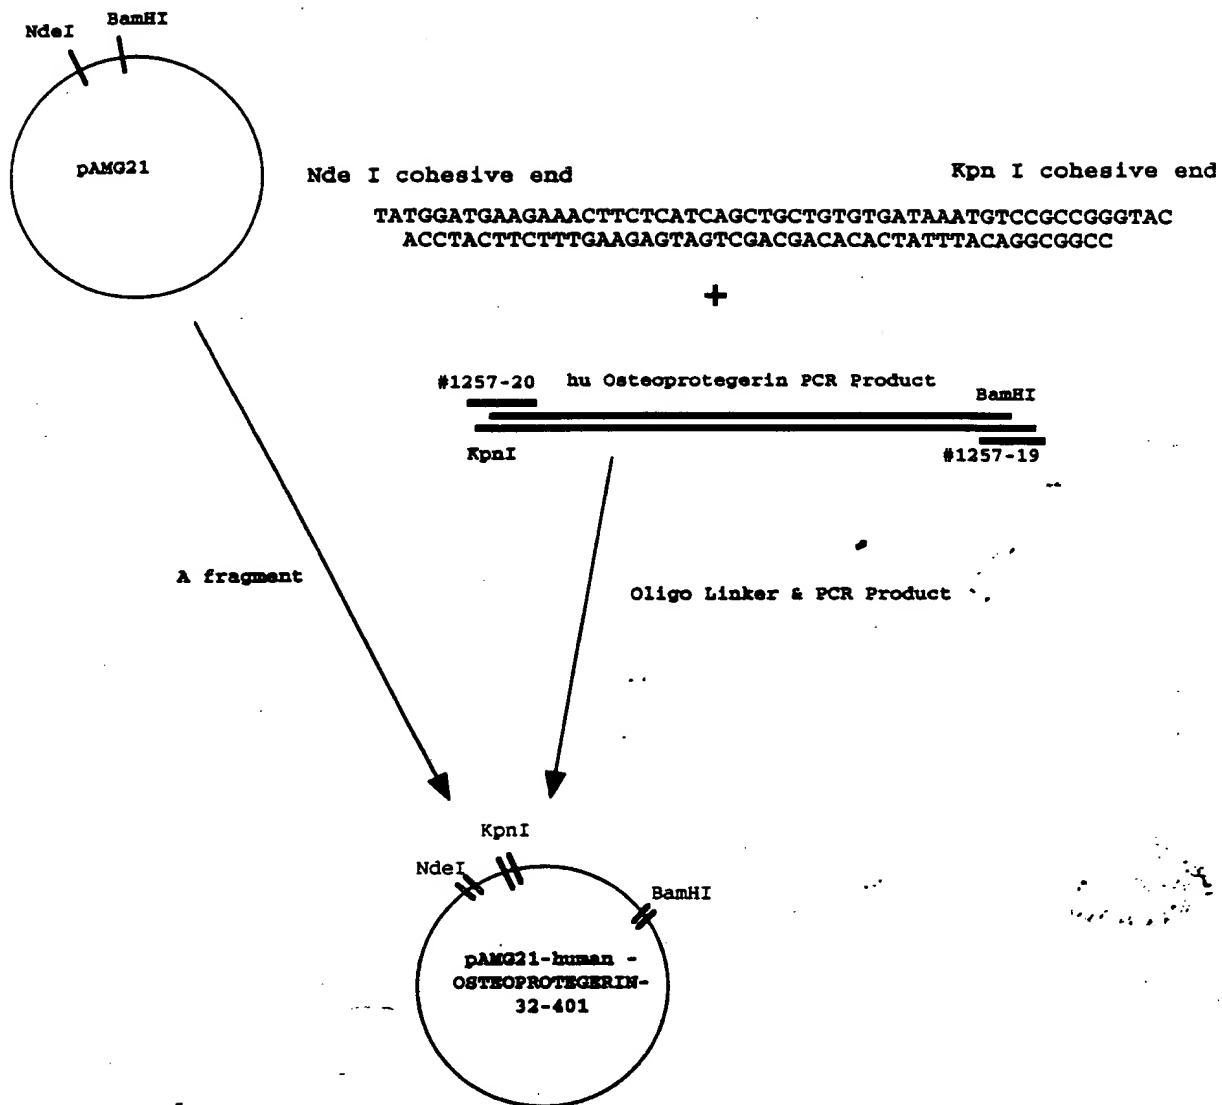 NdeI
BamHI
pAMG21
Nde I cohesive end
Kpn I cohesive end
TATGGATGAAGAAACTTCTCATCAGCTGCTGTGTGATAAATGTCCGCCGGGTAC
ACCTACTTCTTTGAAGAGTAGTCGACGACACACTATTTACAGGCGGCC
+
#1257-20
hu Osteoprotegerin PCR Product
BamHI
KpnI
#1257-19
A fragment
Oligo Linker & PCR Product
KpnI
NdeI
BamHI
pAMG21-human -
OSTEOPROTEGERIN-
32-401